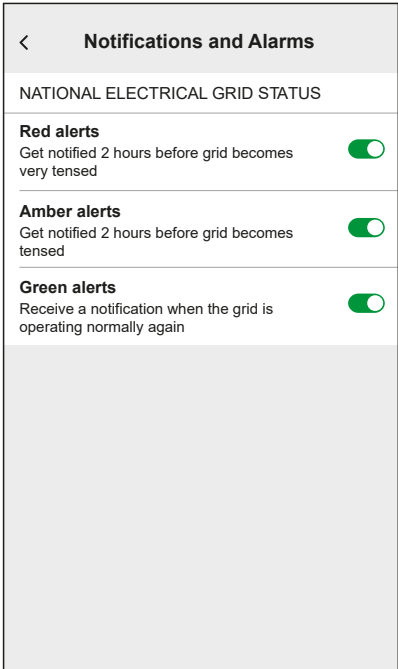 Notifications and Alarms
NATIONAL ELECTRICAL GRID STATUS
Red alerts
Get notified 2 hours before grid becomes
very tensed
Amber alerts
Get notified 2 hours before grid becomes
tensed
Green alerts
Receive a notification when the grid is
operating normally again